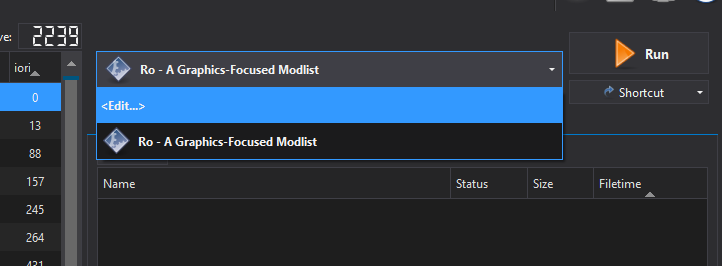 ve: 2239
iori
Ro - A Graphics-Focused Modlist
Run
<Edit...>
Shortcut
Ro - A Graphics-Focused Modlist
Name Status Size Filetime
0
13
88
157
245
264
431